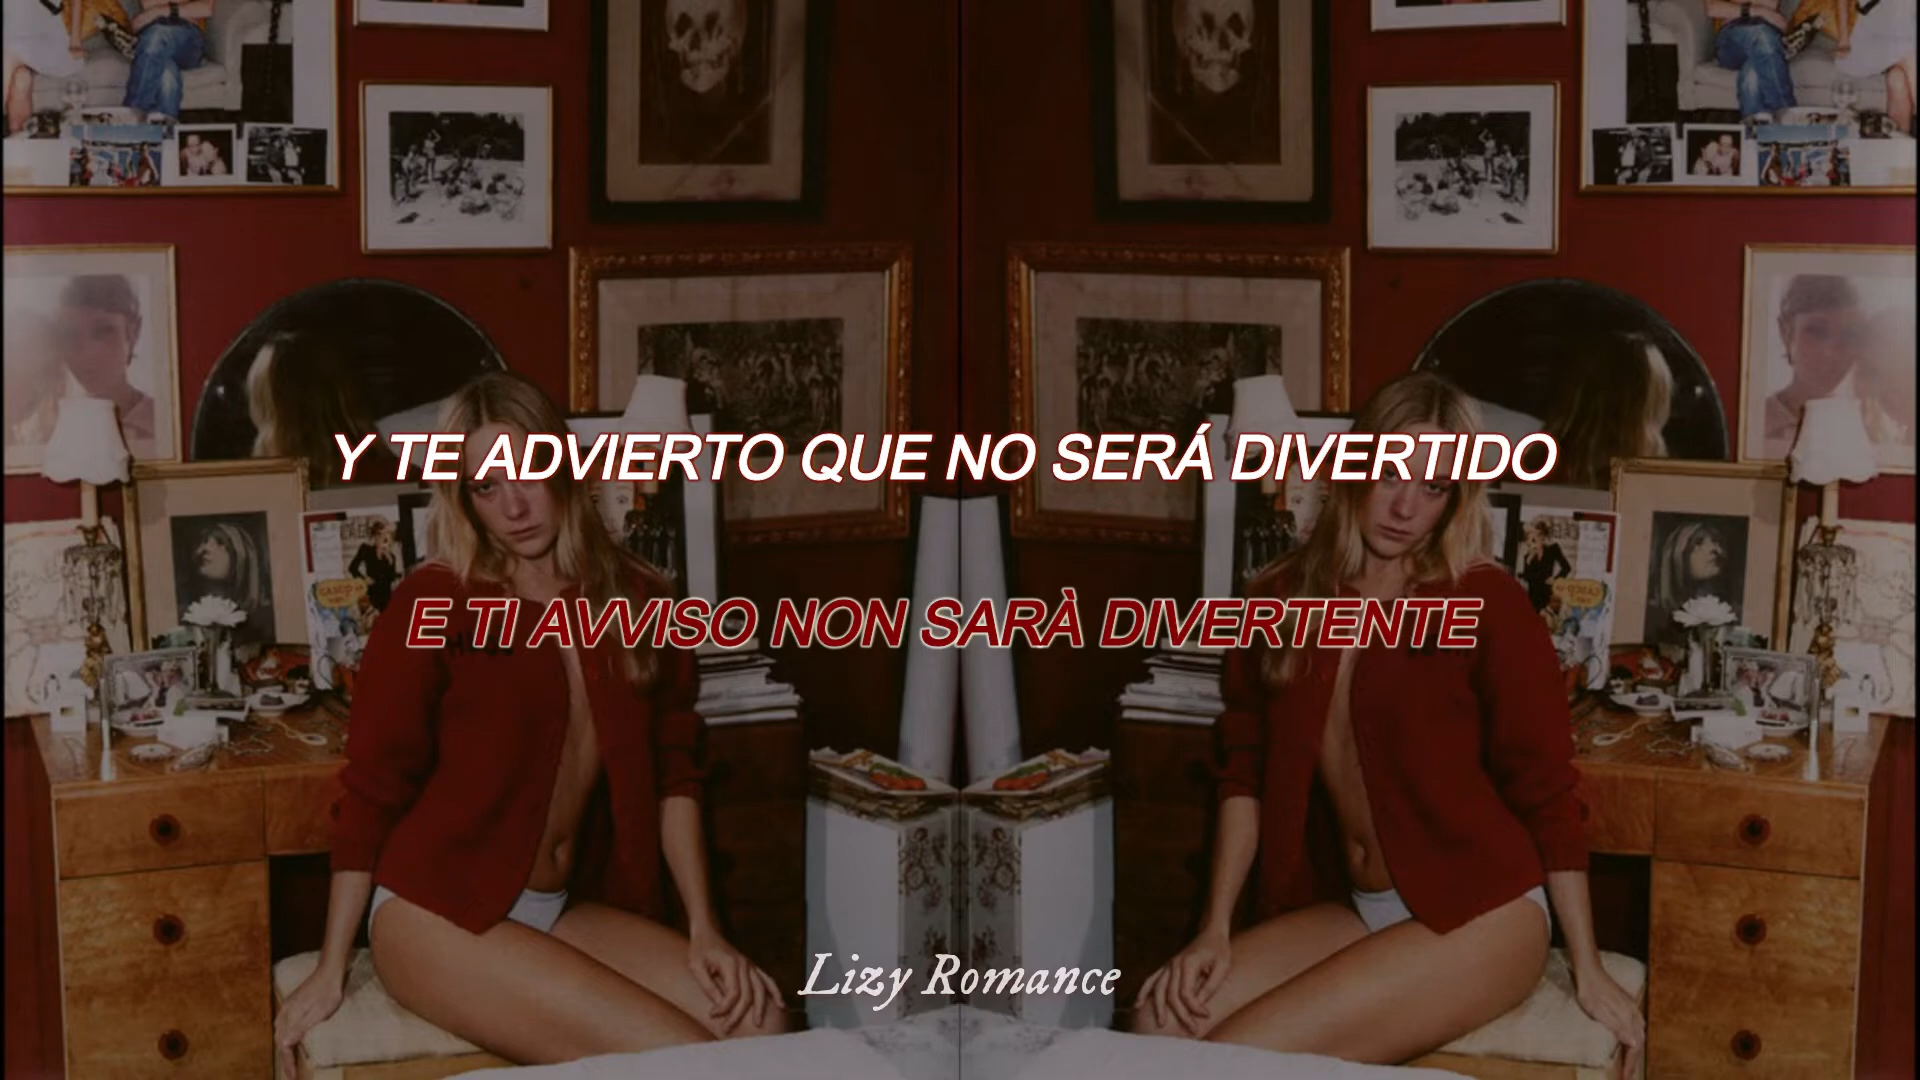 Y TE ADVIERTO QUE NO SERÁ DIVERTIDO
E TI AVVISO NON SARÀ DIVERTENTE
Lizy Romance